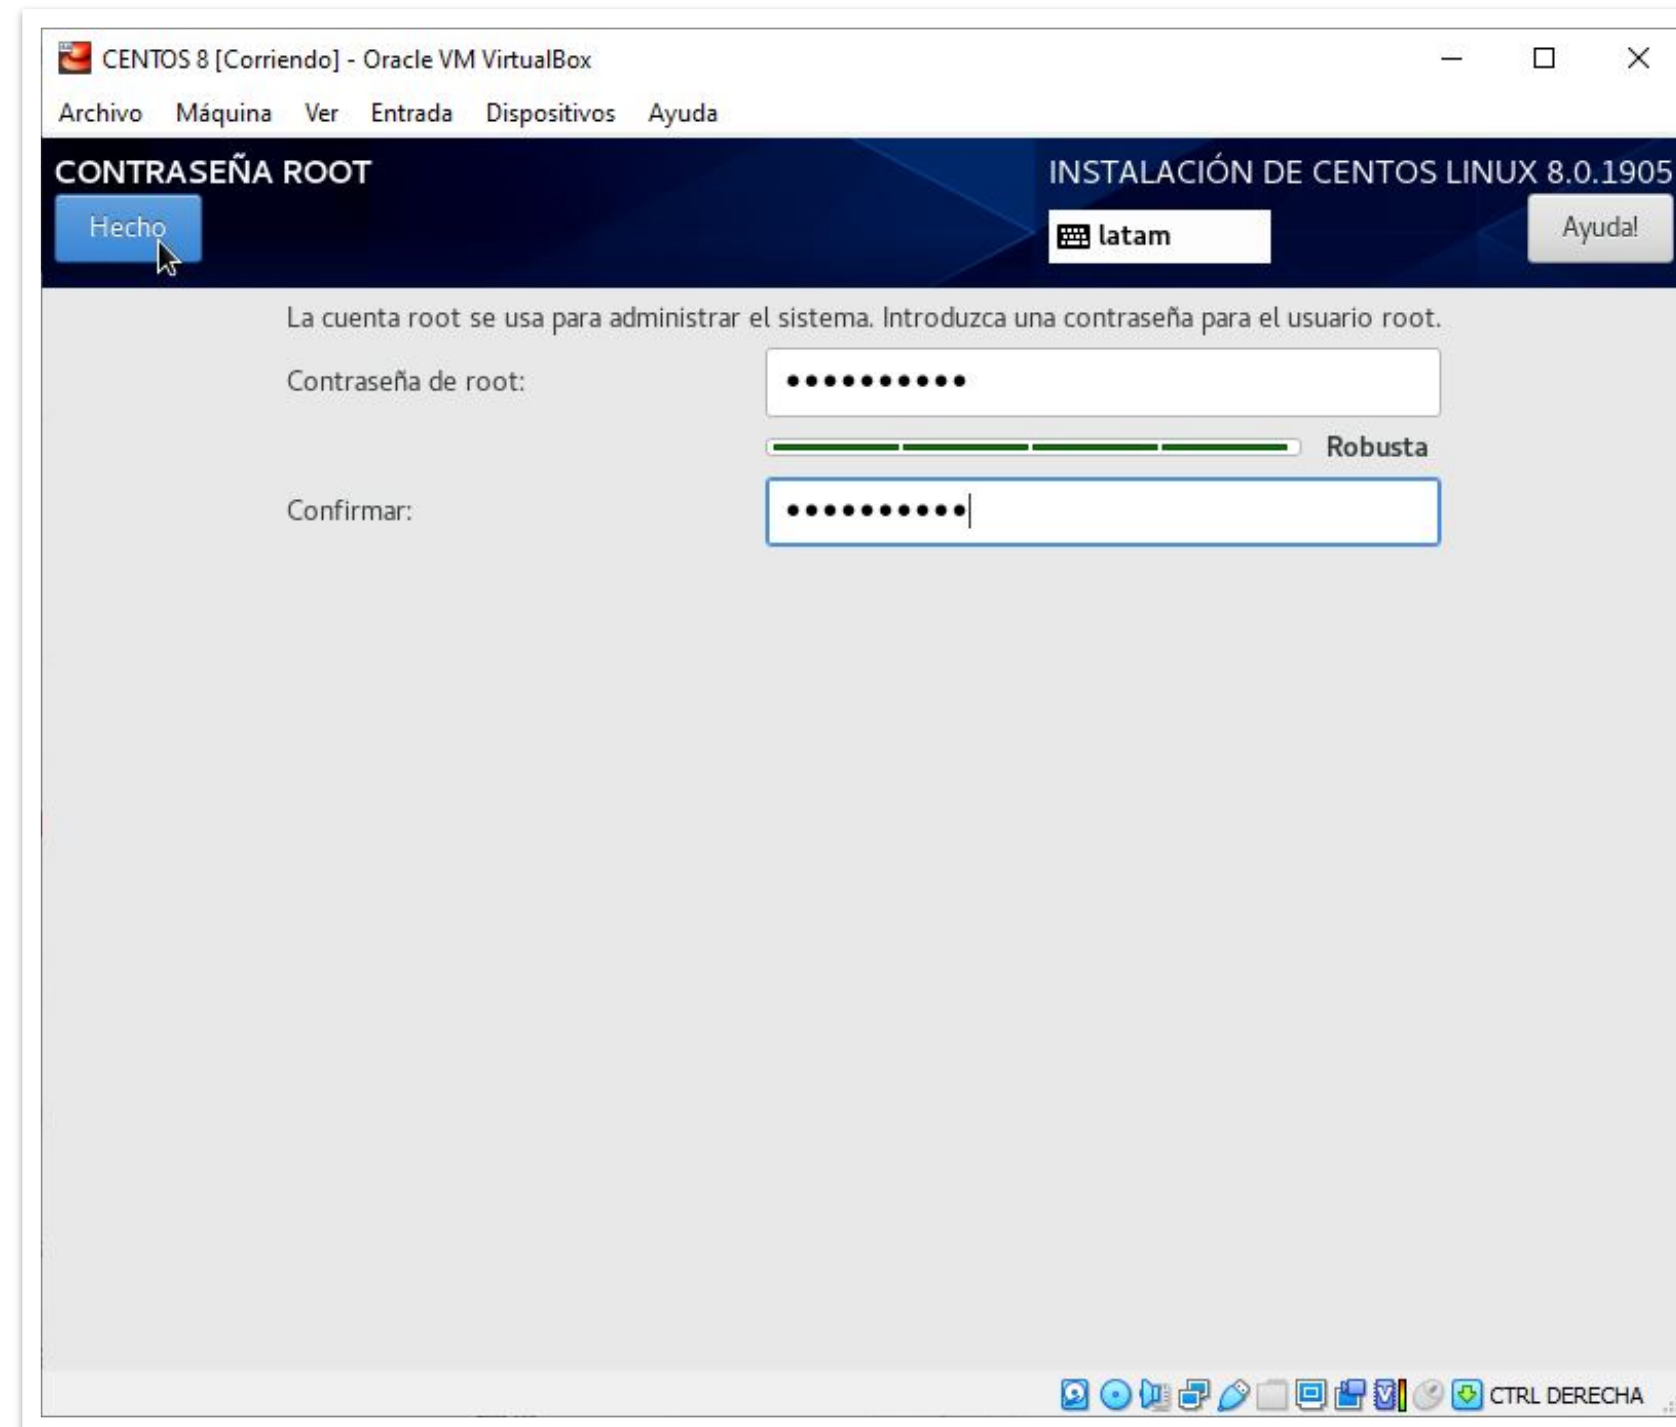 CENTOS 8 [Corriendo] - Oracle VM VirtualBox
Archivo Máquina Ver Entrada Dispositivos Ayuda
CONTRASEÑA ROOT
INSTALACIÓN DE CENTOS LINUX 8.0.1905
Hecho
latam
Ayuda!
La cuenta root se usa para administrar el sistema. Introduzca una contraseña para el usuario root.
Contraseña de root: ••••••••••
Robusta
Confirmar: ••••••••••
CTRL DERECHA